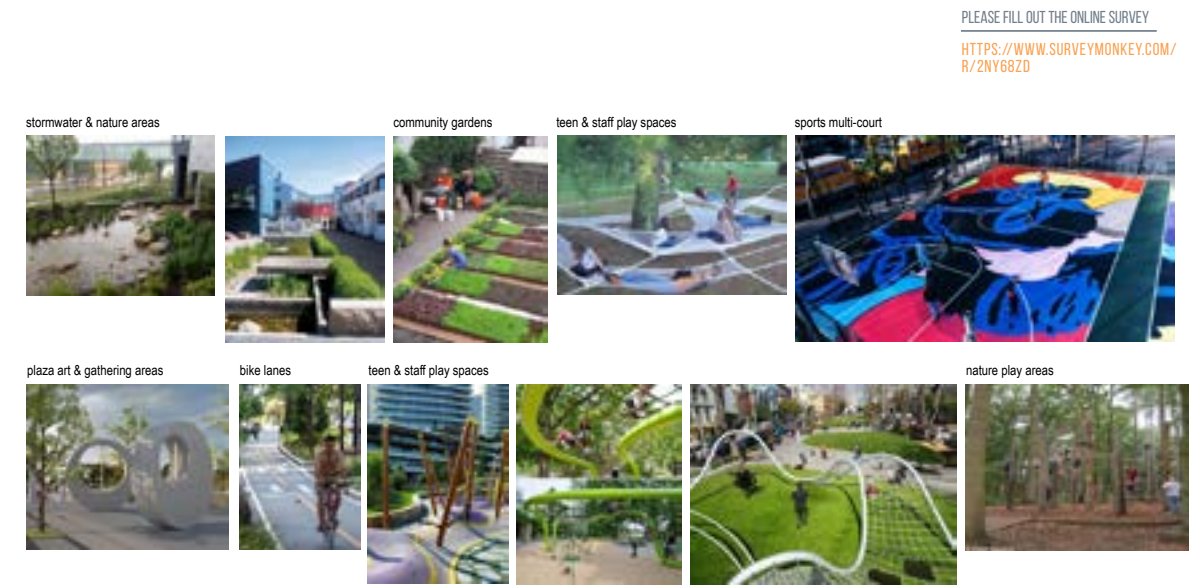 PLEASE FILL OUT THE ONLINE SURVEY
HTTPS://WWW.SURVEYMONKEY.COM/
R/2NY68ZD
stormwater & nature areas
community gardens
teen & staff play spaces
sports multi-court
plaza art & gathering areas
bike lanes
teen & staff play spaces
nature play areas